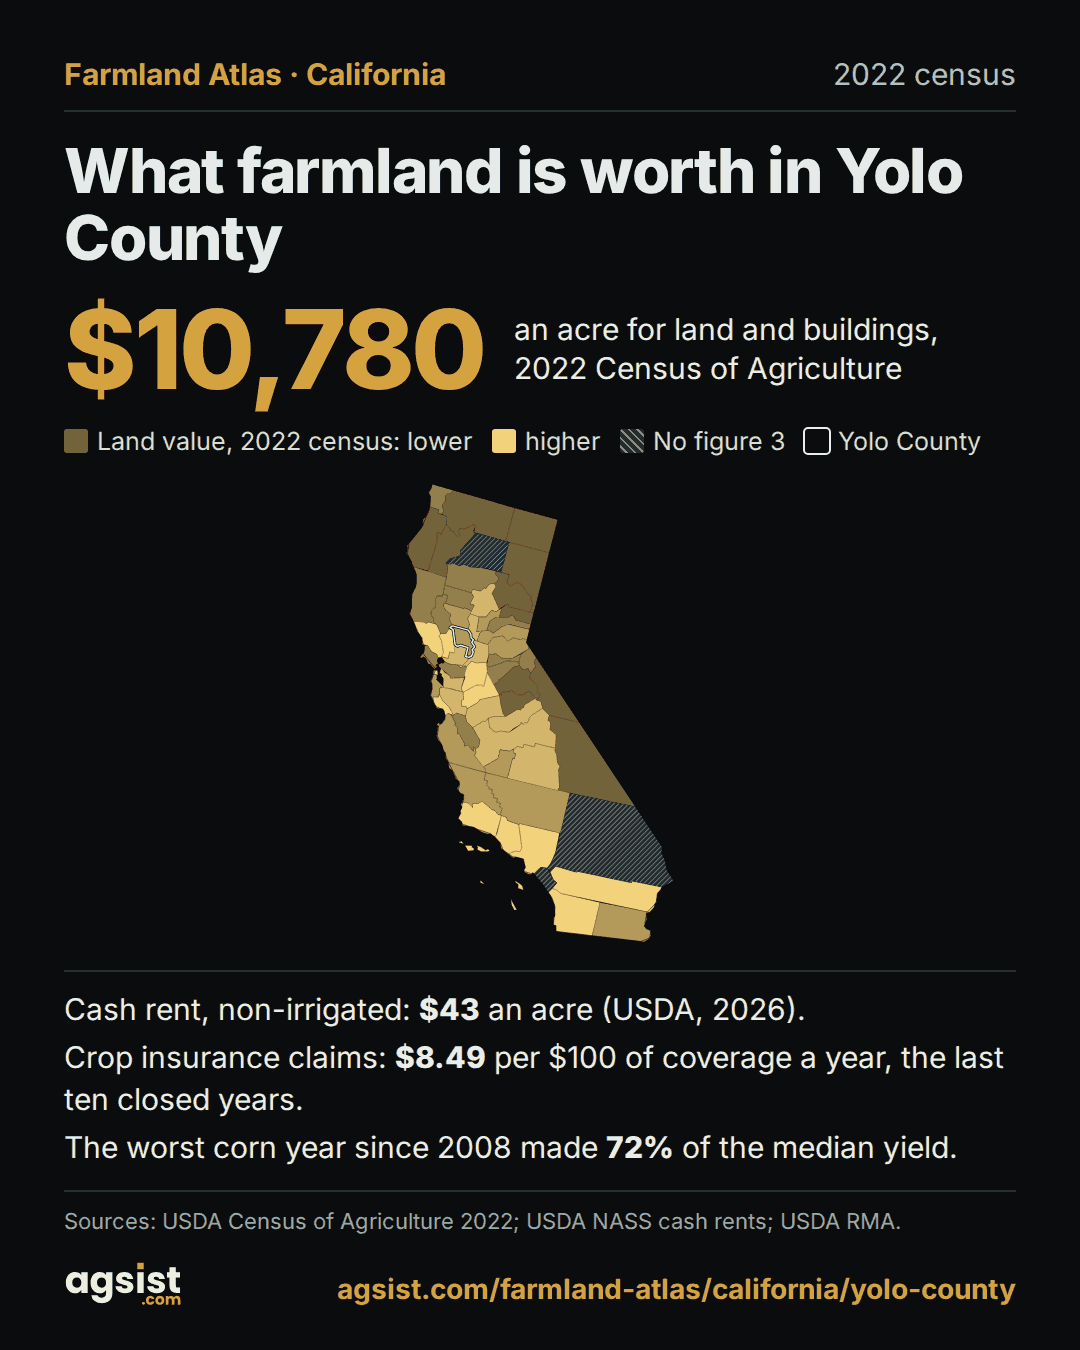 Farmland Atlas · California
2022 census
What farmland is worth in Yolo
County
$10,780
an acre for land and buildings,
2022 Census of Agriculture
Land value, 2022 census: lower
higher
No figure 3
Yolo County
Cash rent, non-irrigated: $43 an acre (USDA, 2026).
Crop insurance claims: $8.49 per $100 of coverage a year, the last
ten closed years.
The worst corn year since 2008 made 72% of the median yield.
Sources: USDA Census of Agriculture 2022; USDA NASS cash rents; USDA RMA.
agsist
.com
agsist.com/farmland-atlas/california/yolo-county